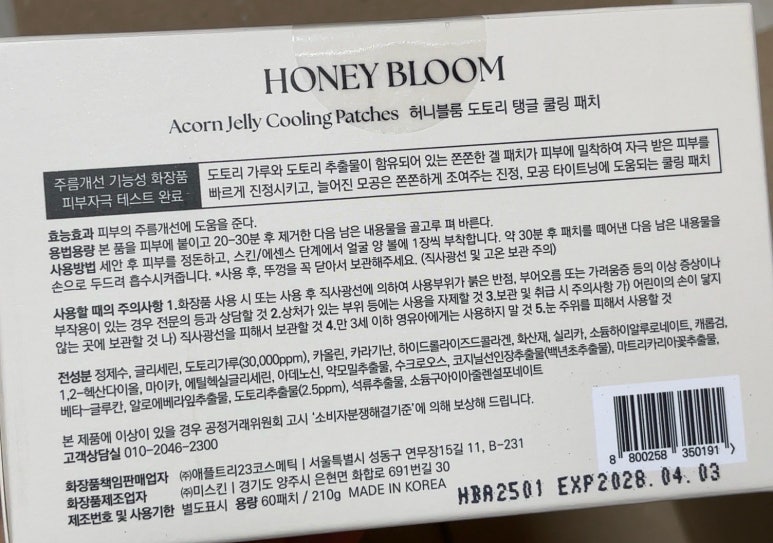 HONEY BLOOM
Acorn Jelly Cooling Patches 허니블룸 도토리 탱글 쿨링 패치
주름개선 기능성 화장품
피부자극 테스트 완료
도토리 가루와 도토리 추출물이 함유되어 있는 쫀쫀한 겔 패치가 피부에 밀착하여 자극 받은 피부를
빠르게 진정시키고, 늘어진 모공은 쫀쫀하게 조여주는 진정, 모공 타이트닝에 도움되는 쿨링 패치
효능효과 피부의 주름개선에 도움을 준다.
용법용량 본 품을 피부에 붙이고 20-30분 후 제거한 다음 남은 내용물을 골고루 펴 바른다.
사용방법 세안 후 피부를 정돈하고, 스킨/에센스 단계에서 얼굴 양 볼에 1장씩 부착합니다. 약 30분 후 패치를 떼어낸 다음 남은 내용물을
손으로 두드려 흡수시켜줍니다. *사용 후, 뚜껑을 꼭 닫아서 보관해주세요. (직사광선 및 고온 보관 주의)
사용할 때의 주의사항 1.화장품 사용 시 또는 사용 후 직사광선에 의하여 사용부위가 붉은 반점, 부어오름 또는 가려움증 등의 이상 증상이나
부작용이 있는 경우 전문의 등과 상담할 것 2.상처가 있는 부위 등에는 사용을 자제할 것 3.보관 및 취급 시 주의사항 가) 어린이의 손이 닿지
않는 곳에 보관할 것 나) 직사광선을 피해서 보관할 것 4.만 3세 이하 영유아에게는 사용하지 말 것 5.눈 주위를 피해서 사용할 것
전성분 정제수, 글리세린, 도토리가루(30,000ppm), 카올린, 카라기난, 하이드롤라이즈드콜라겐, 화산재, 실리카, 소듐하이알루로네이트, 캐롭검,
1,2-헥산다이올, 마이카, 에틸헥실글리세린, 아데노신, 약모밀추출물, 수크로오스, 코치닐선인장추출물(백년초추출물), 마트리카리아꽃추출물,
베타-글루칸, 알로에베라잎추출물, 도토리추출물(2.5ppm), 석류추출물, 소듐구아이아줄렌설포네이트
본 제품에 이상이 있을 경우 공정거래위원회 고시 '소비자분쟁해결기준'에 의해 보상해 드립니다.
고객상담실 010-2046-2300
화장품책임판매업자 ㈜애플트리23코스메틱 | 서울특별시 성동구 연무장15길 11, B-231
화장품제조업자 ㈜미스킨 | 경기도 양주시 은현면 화합로 691번길 30
제조번호 및 사용기한 별도표시 용량 60패치 / 210g MADE IN KOREA
8 800258 350191
HBA2501 EXP2028.04.03